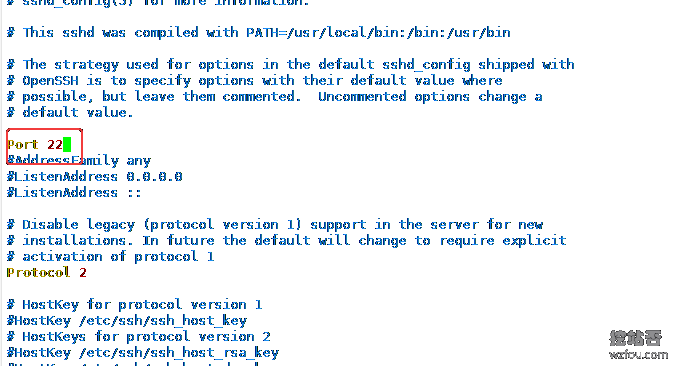 # sshd_config(5) for more information.
# This sshd was compiled with PATH=/usr/local/bin:/bin:/usr/bin
# The strategy used for options in the default sshd_config shipped with
# OpenSSH is to specify options with their default value where
# possible, but leave them commented.  Uncommented options change a
# default value.
Port 22
#AddressFamily any
#ListenAddress 0.0.0.0
#ListenAddress ::
# Disable legacy (protocol version 1) support in the server for new
# installations. In future the default will change to require explicit
# activation of protocol 1
Protocol 2
# HostKey for protocol version 1
#HostKey /etc/ssh/ssh_host_key
# HostKeys for protocol version 2
#HostKey /etc/ssh/ssh_host_rsa_key
挖站否
wzfou.com